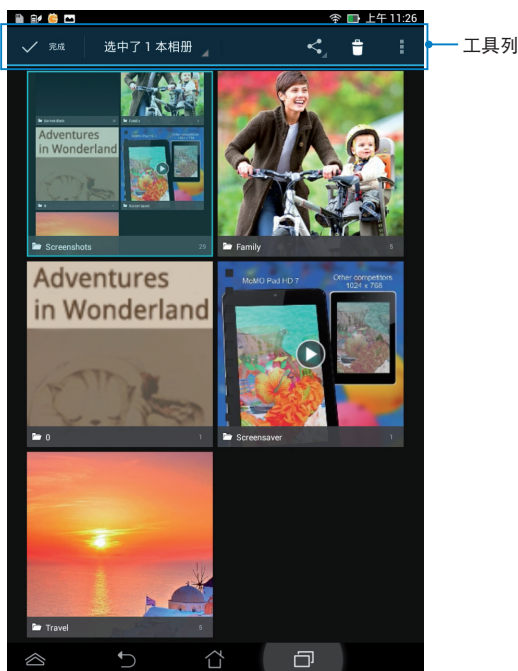 上午 11:26
完成
选中了 1 本相册
工具列
Adventures
in Wonderland
Screenshots 29
Family 5
Adventures
in Wonderland
MeMO Pad HD 7
Other competitors
1024 x 768
0 1
Screensaver 1
Travel 5